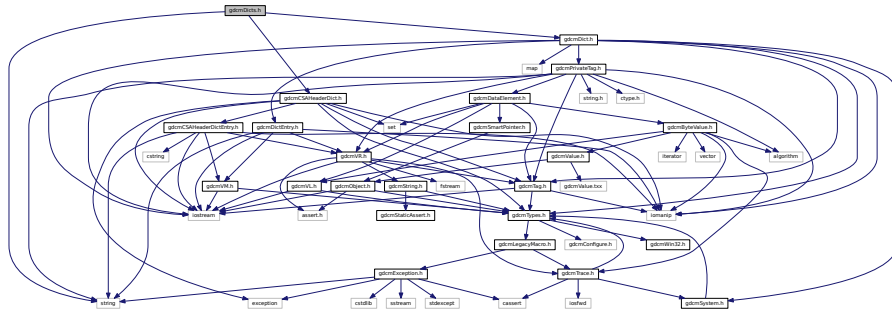 gdcmDicts.h
gdcmDict.h
map
gdcmPrivateTag.h
gdcmCSAHeaderDict.h
gdcmDataElement.h
string.h
ctype.h
gdcmCSAHeaderDictEntry.h
gdcmDictEntry.h
set
gdcmSmartPointer.h
gdcmByteValue.h
cstring
gdcmVR.h
gdcmValue.h
iterator
vector
algorithm
gdcmVM.h
gdcmVL.h
gdcmObject.h
gdcmString.h
fstream
gdcmTag.h
gdcmValue.txx
iostream
assert.h
gdcmStaticAssert.h
gdcmTypes.h
iomanip
gdcmLegacyMacro.h
gdcmConfigure.h
gdcmWin32.h
gdcmException.h
gdcmTrace.h
string
exception
cstdlib
sstream
stdexcept
cassert
iosfwd
gdcmSystem.h